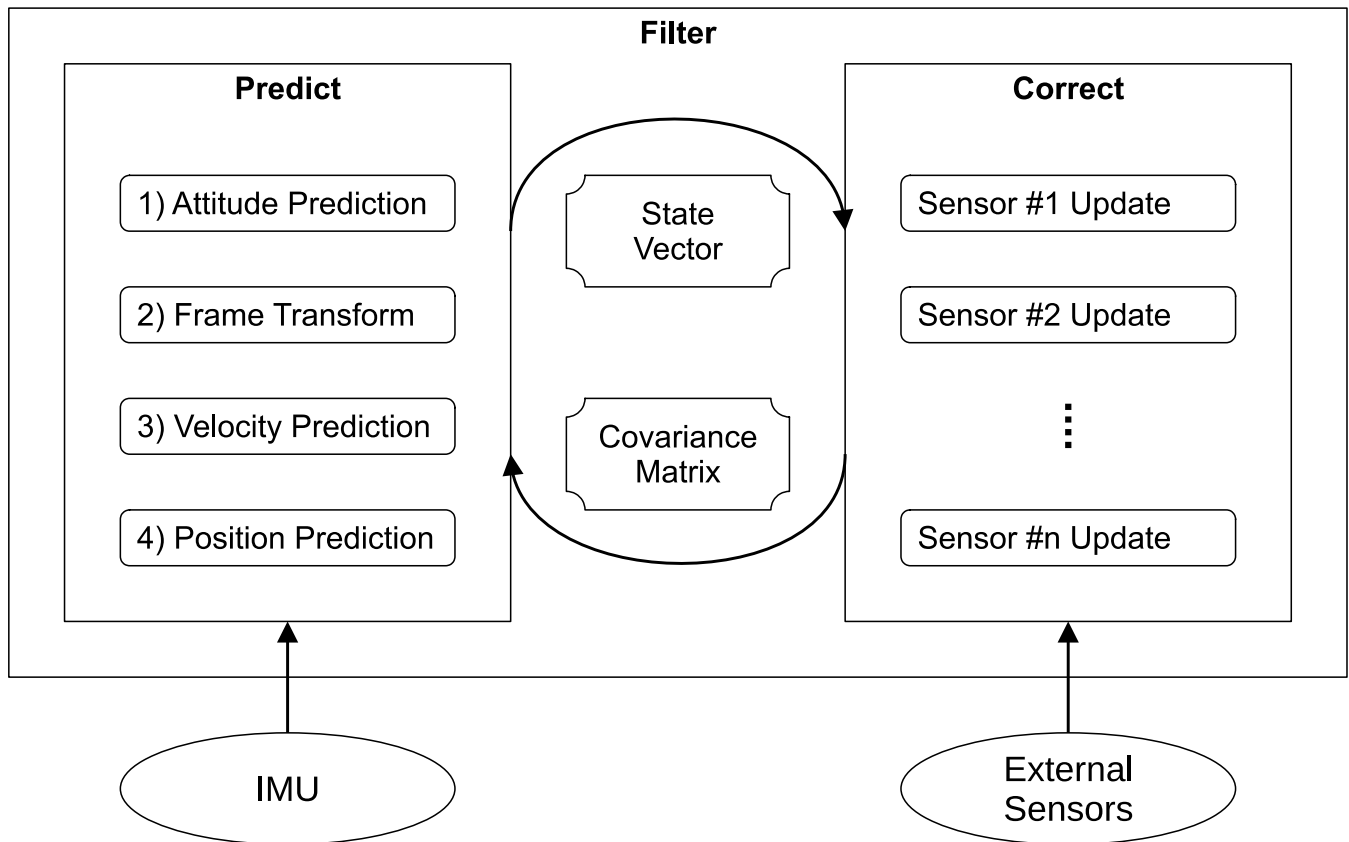 Filter
Predict
1) Attitude Prediction
2) Frame Transform
3) Velocity Prediction
4) Position Prediction
State
Vector
Covariance
Matrix
Correct
Sensor #1 Update
Sensor #2 Update
Sensor #n Update
IMU
External
Sensors